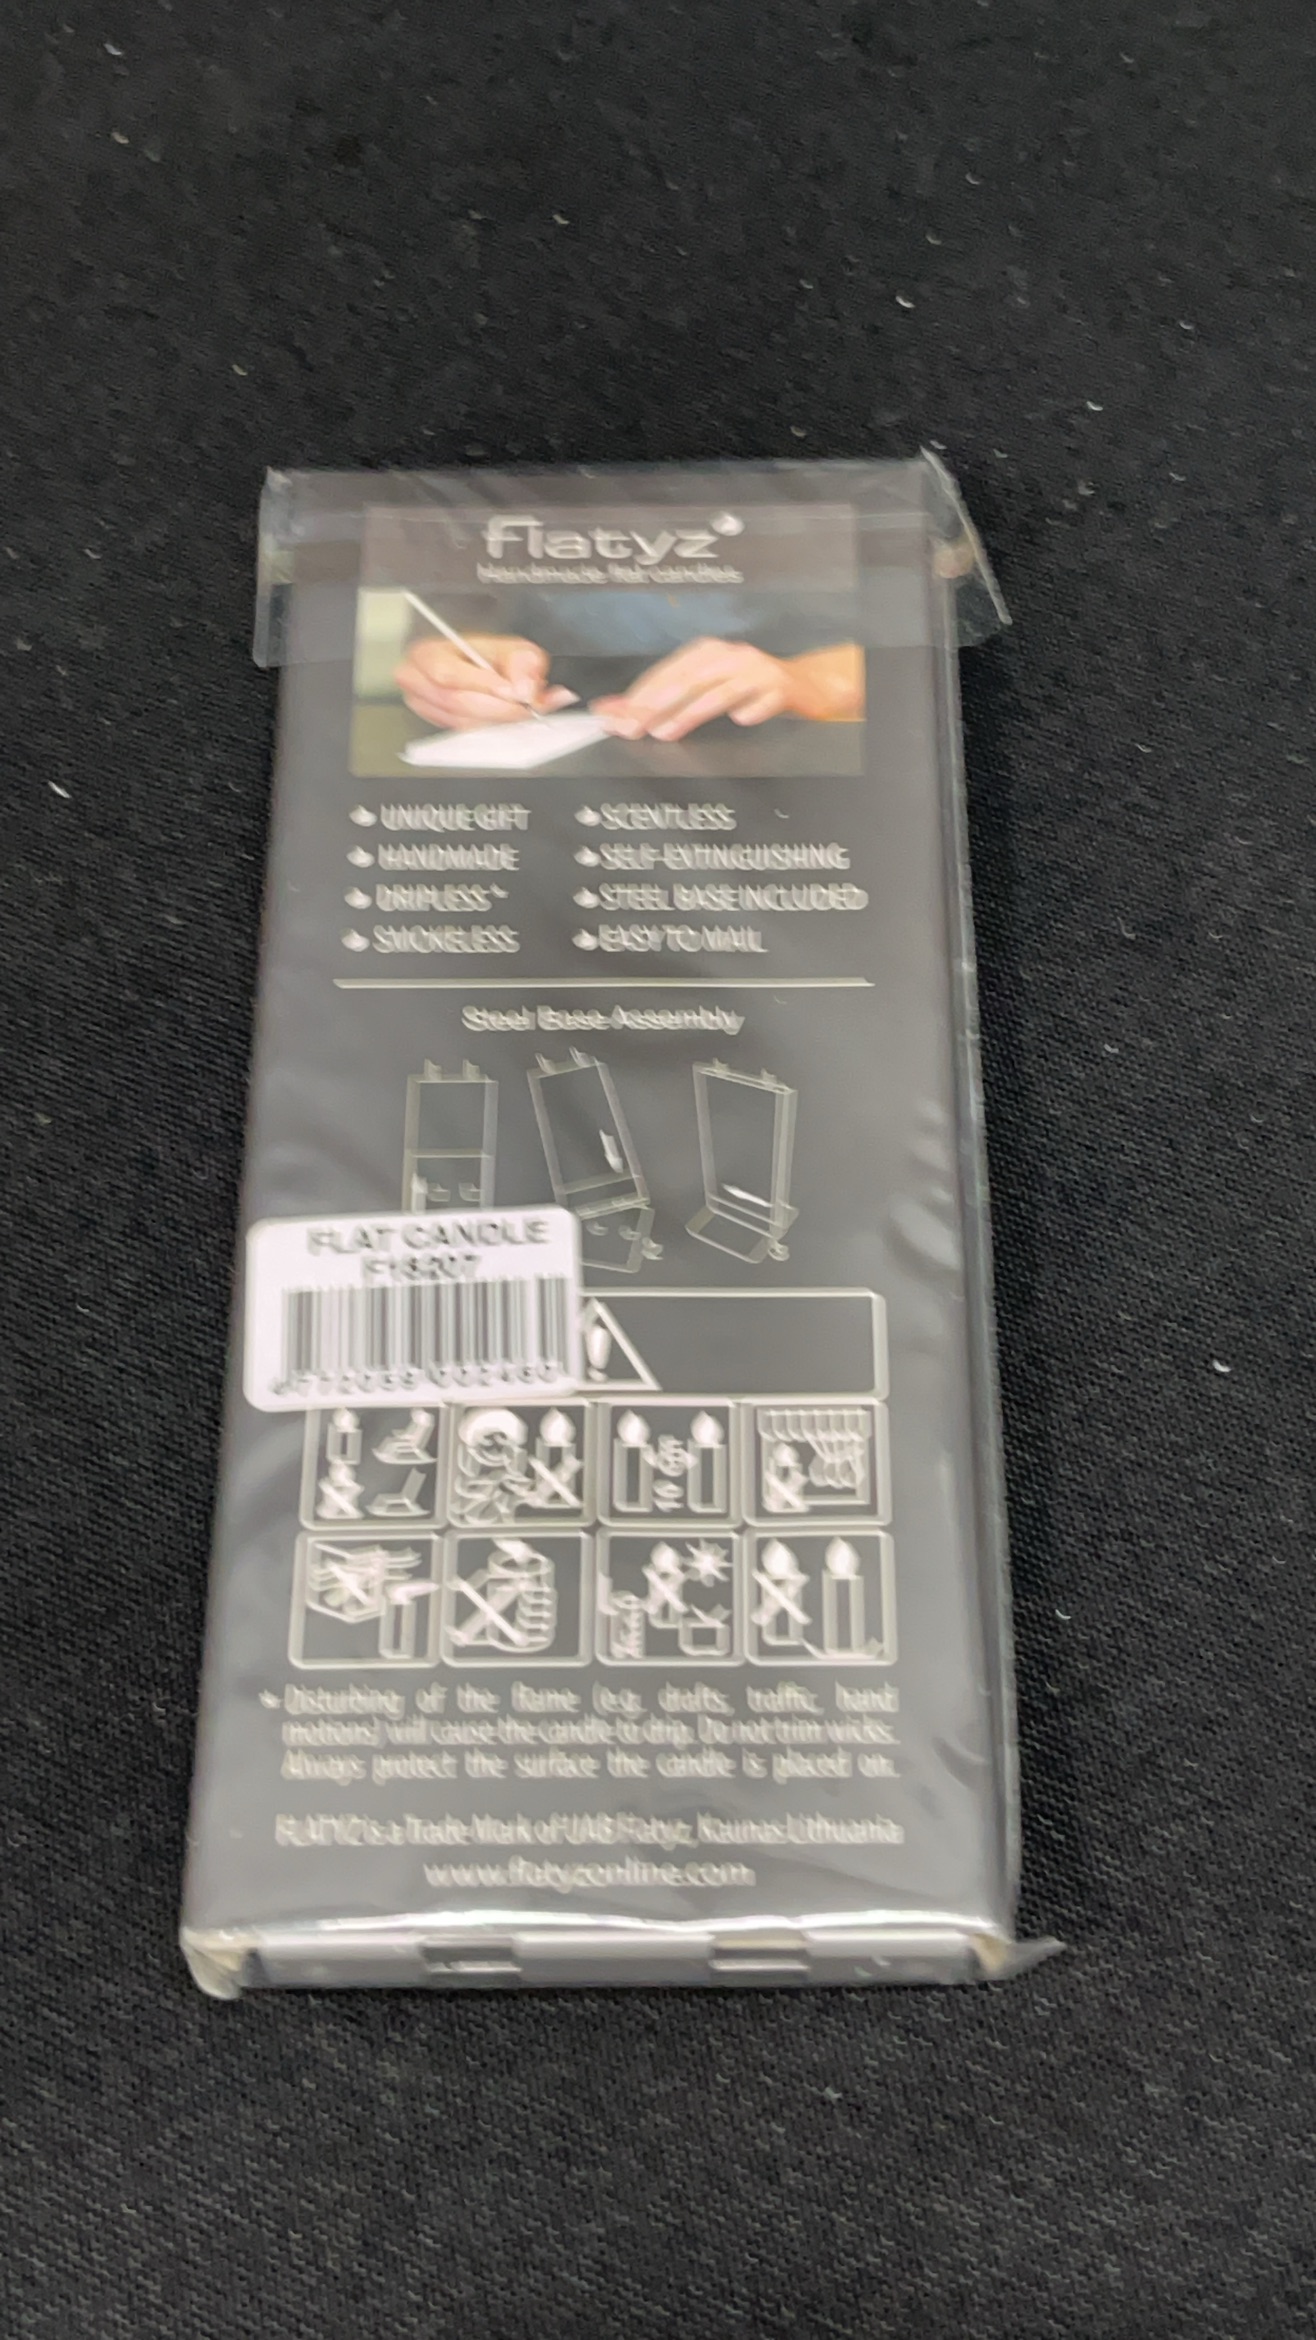 flatyz
Handmade flat candles
UNIQUE GIFT
HANDMADE
DRIPLESS*
SMOKELESS
SCENTLESS
SELF-EXTINGUISHING
STEEL BASE INCLUDED
EASY TO MAIL
Steel Base Assembly
FLAT CANDLE
* Disturbing of the flame (e.g. drafts, traffic, hand
motions) will cause the candle to drip. Do not trim wicks.
Always protect the surface the candle is placed on.
FLATYZ is a Trade Mark of UAB Flatyz, Kaunas Lithuania
www.flatyzonline.com